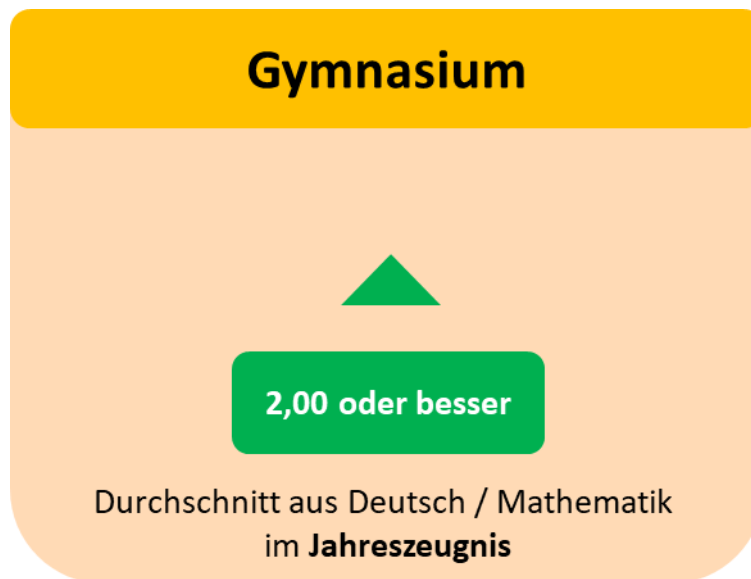 Gymnasium
2,00 oder besser
Durchschnitt aus Deutsch / Mathematik
im Jahreszeugnis